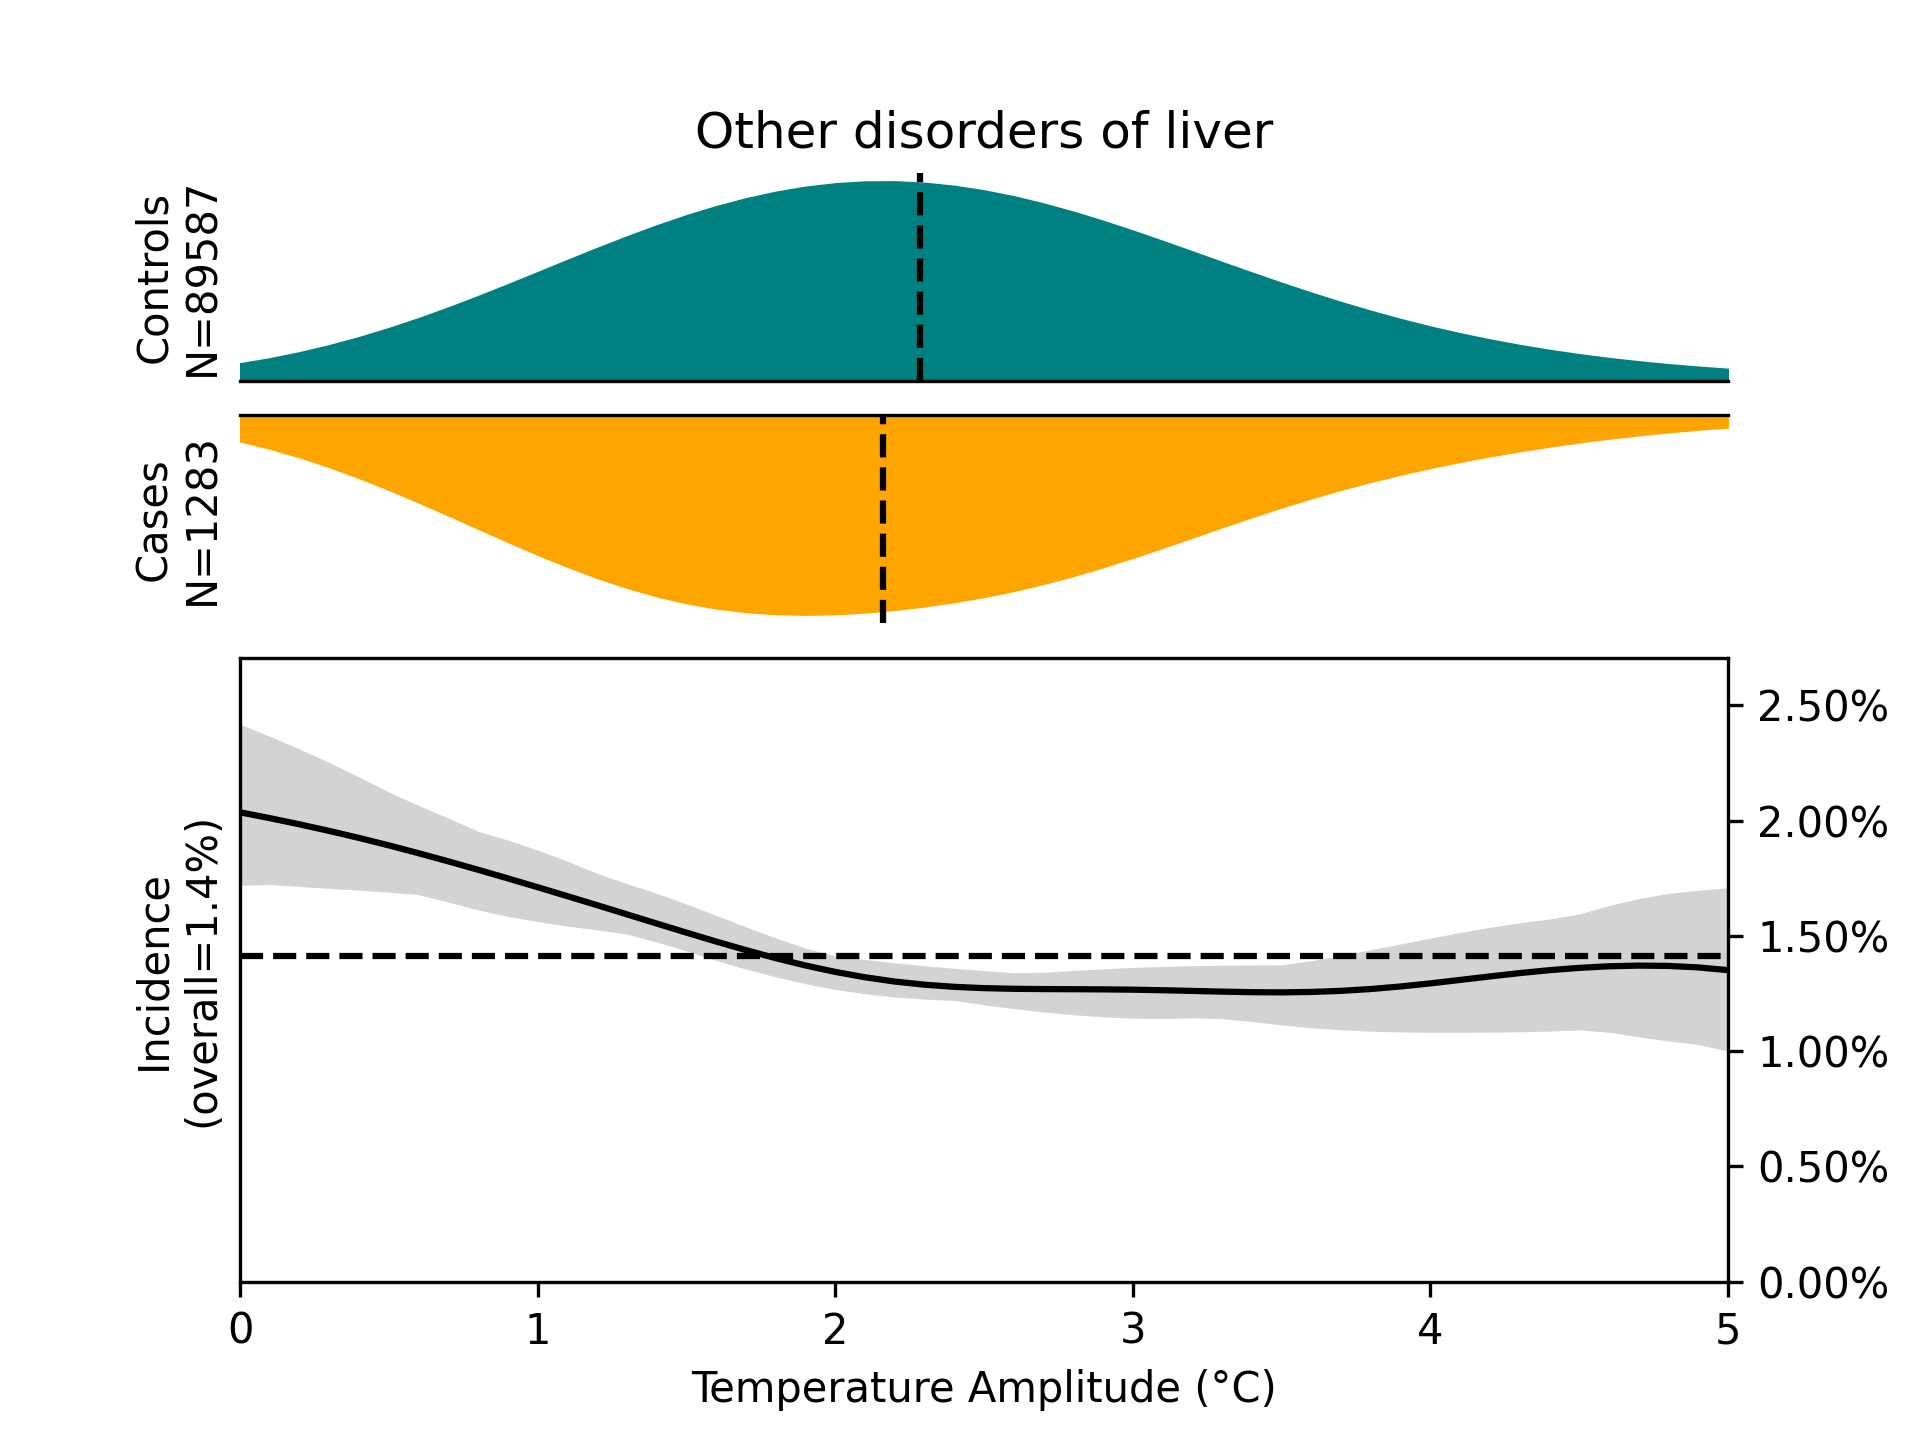 Other disorders of liver
Controls
N=89587
Cases
N=1283
Incidence
(overall=1.4%)
2.50%
2.00%
1.50%
1.00%
0.50%
0.00%
0 1 2 3 4 5
Temperature Amplitude (°C)